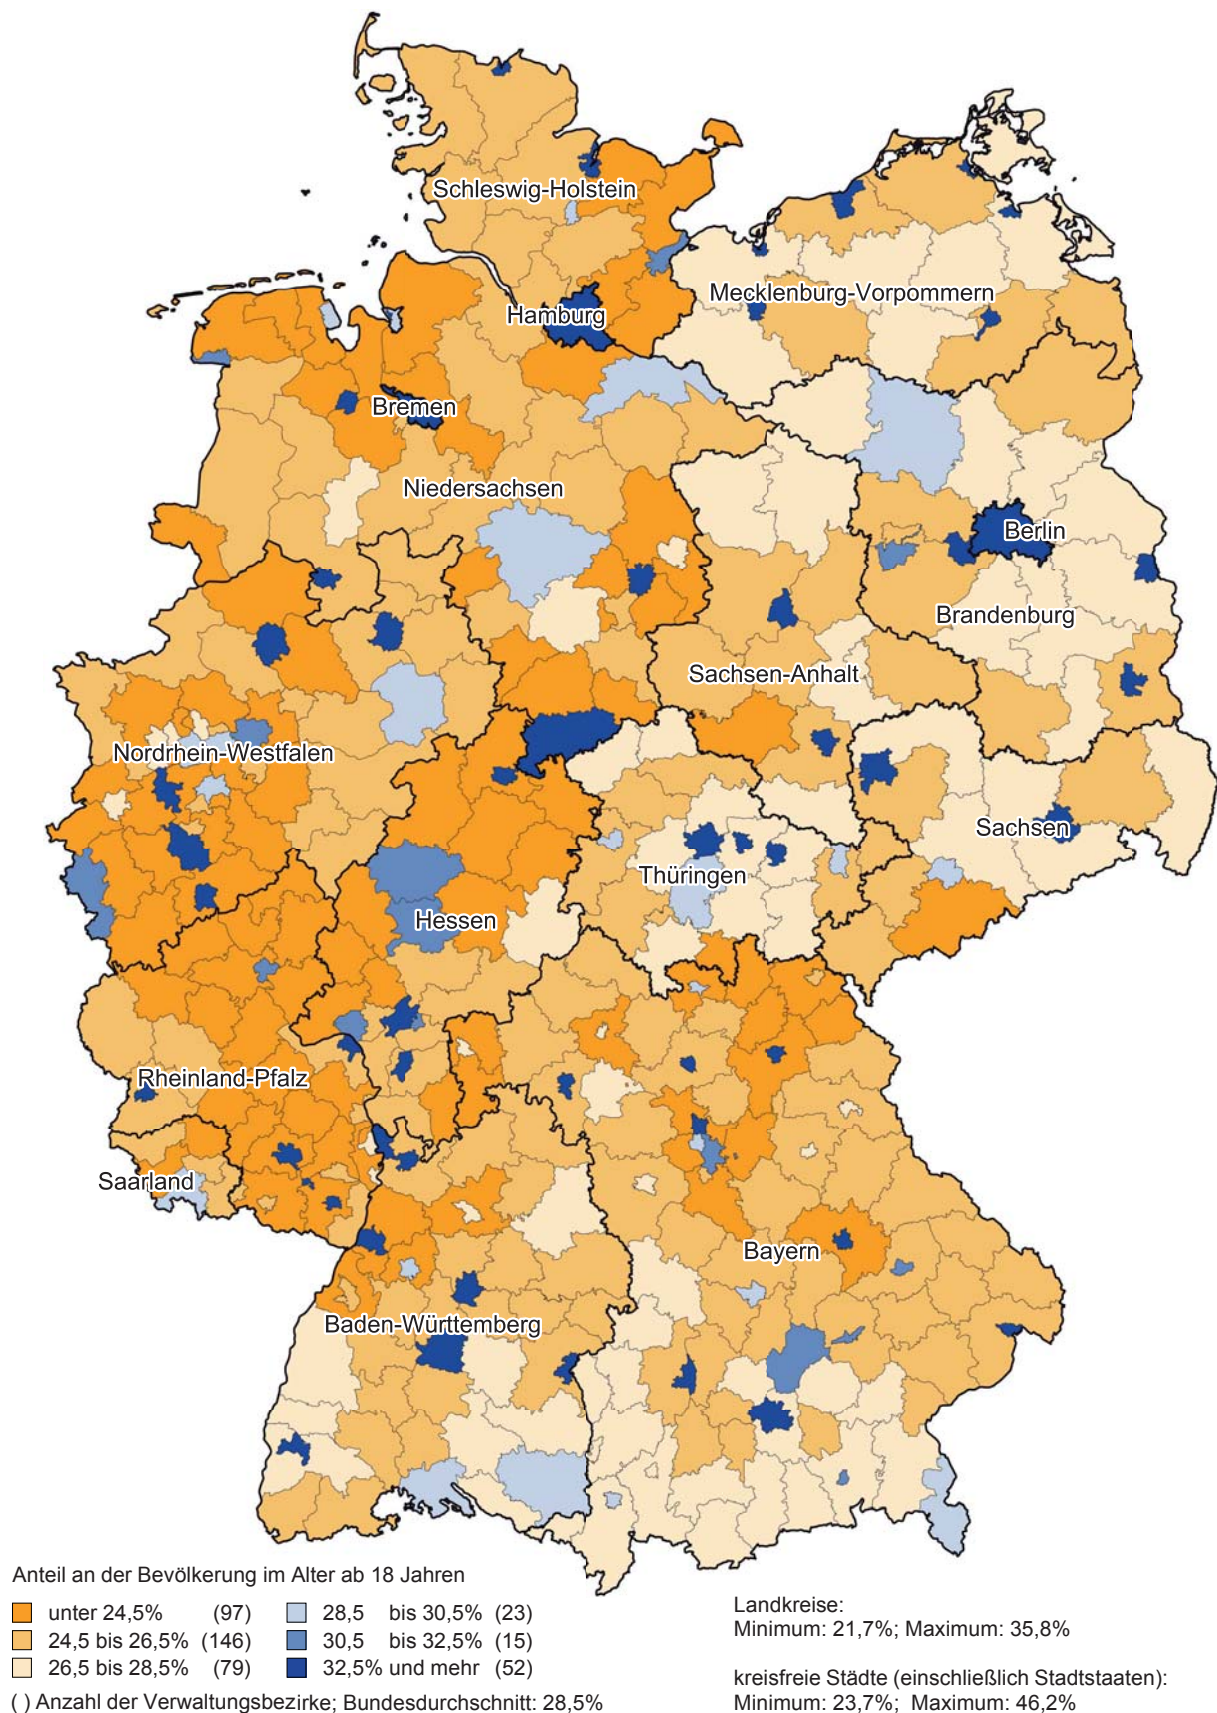 Schleswig-Holstein
Mecklenburg-Vorpommern
Hamburg
Bremen
Niedersachsen
Berlin
Brandenburg
Sachsen-Anhalt
Nordrhein-Westfalen
Sachsen
Thüringen
Hessen
Rheinland-Pfalz
Saarland
Bayern
Baden-Württemberg
Anteil an der Bevölkerung im Alter ab 18 Jahren
unter 24,5% (97)
24,5 bis 26,5% (146)
26,5 bis 28,5% (79)
28,5 bis 30,5% (23)
30,5 bis 32,5% (15)
32,5% und mehr (52)
( ) Anzahl der Verwaltungsbezirke; Bundesdurchschnitt: 28,5%
Landkreise:
Minimum: 21,7%; Maximum: 35,8%
kreisfreie Städte (einschließlich Stadtstaaten):
Minimum: 23,7%; Maximum: 46,2%